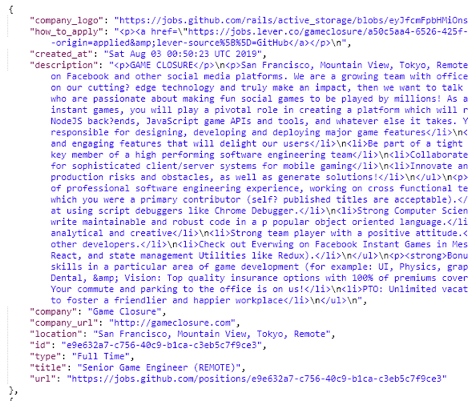 {
"company_logo": "https://jobs.github.com/rails/active_storage/blobs/eyJfcmFpbHMiOns
"how_to_apply": "<p><a href=\"https://jobs.lever.co/gameclosure/a50c5aa4-6526-425f-
-origin=applied&amp;lever-source%5B%5D=GitHub</a></p>\n",
"created_at": "Sat Aug 03 00:50:23 UTC 2019",
"description": "<p>GAME CLOSURE</p>\n<p>San Francisco, Mountain View, Tokyo, Remote
on Facebook and other social media platforms. We are a growing team with office
on our cutting? edge technology and truly make an impact, then we want to talk
who are passionate about making fun social games to be played by millions! As a
instant games, you will play a pivotal role in creating a platform which will r
NodeJS back?ends, JavaScript game APIs and tools, and whatever else it takes. Y
responsible for designing, developing and deploying major game features</li>\n<
and engaging features that will delight our users</li>\n<li>Be part of a tight
key member of a high performing software engineering team</li>\n<li>Collaborate
for sophisticated client/server systems for mobile gaming</li>\n<li>Innovate an
production risks and obstacles, as well as generate solutions!</li>\n</ul>\n<p>
of professional software engineering experience, working on cross functional te
which you were a primary contributor (self? published titles are acceptable).</
at using script debuggers like Chrome Debugger.</li>\n<li>Strong Computer Scien
write maintainable and robust code in a p popular object oriented language.</li
analytical and creative</li>\n<li>Strong team player with a positive attitude.<
other developers.</li>\n<li>Check out Everwing on Facebook Instant Games in Mes
React, and state management Utilities like Redux).</li>\n</ul>\n<p><strong>Bonu
skills in a particular area of game development (for example: UI, Physics, grap
Dental, &amp; Vision: Top quality insurance options with 100% of premiums cover
Your commute and parking to the office is on us!</li>\n<li>PTO: Unlimited vacat
to foster a friendlier and happier workplace</li>\n</ul>\n",
"company": "Game Closure",
"company_url": "http://gameclosure.com",
"location": "San Francisco, Mountain View, Tokyo, Remote",
"id": "e9e632a7-c756-40c9-b1ca-c3eb5c7f9ce3",
"type": "Full Time",
"title": "Senior Game Engineer (REMOTE)",
"url": "https://jobs.github.com/positions/e9e632a7-c756-40c9-b1ca-c3eb5c7f9ce3"
},